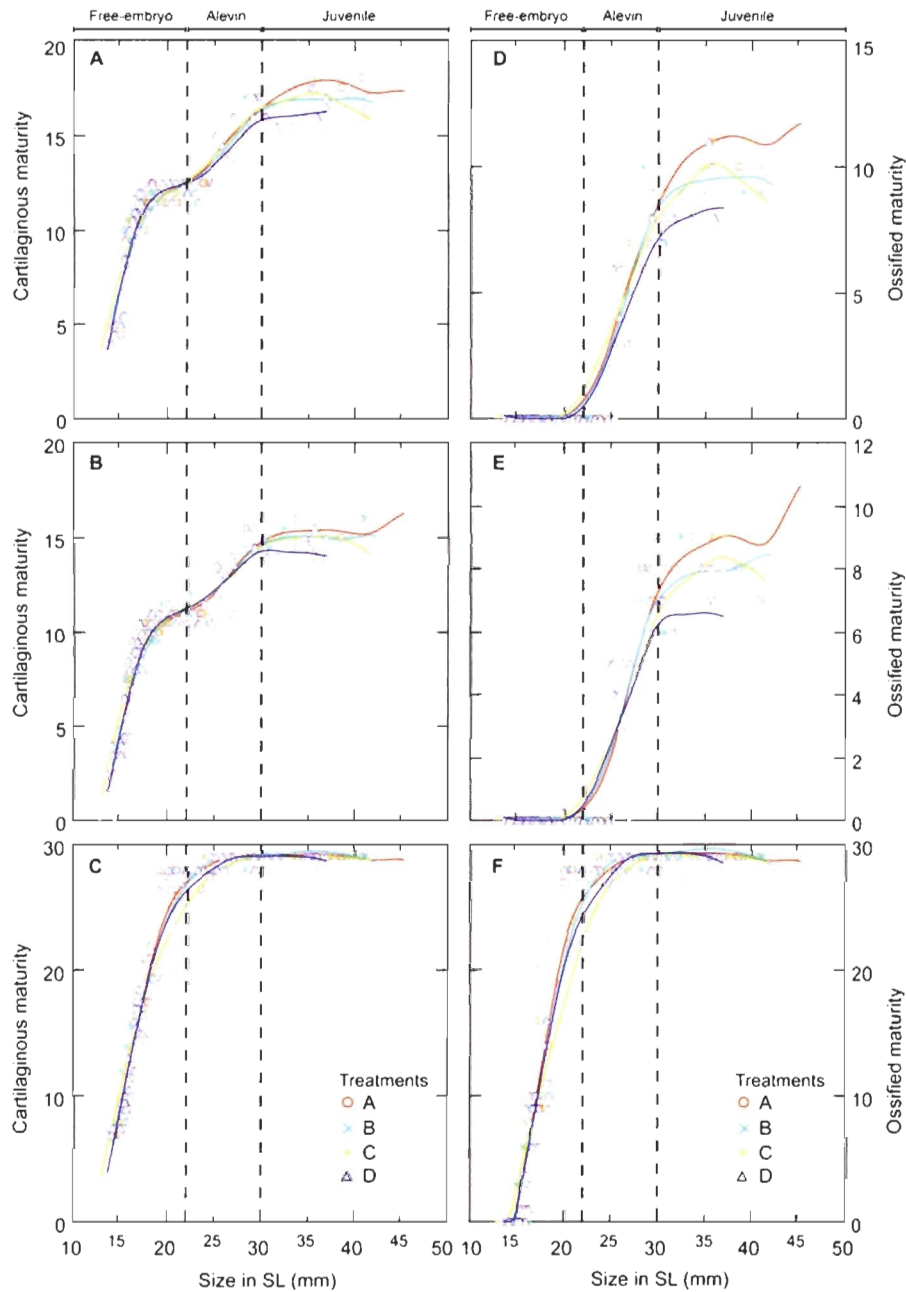 Free-embryo Alevin Juvenile
Free-embryo Alevin Juvenile
A
20
15
10
5
0
Cartilaginous maturity
D
15
10
5
0
Ossified maturity
B
20
15
10
5
0
Cartilaginous maturity
E
12
10
8
6
4
2
0
Ossified maturity
C
30
20
10
0
Cartilaginous maturity
Treatments
A
B
C
D
10 15 20 25 30 35 40 45 50
Size in SL (mm)
F
30
20
10
0
Ossified maturity
Treatments
A
B
C
D
10 15 20 25 30 35 40 45 50
Size in SL (mm)